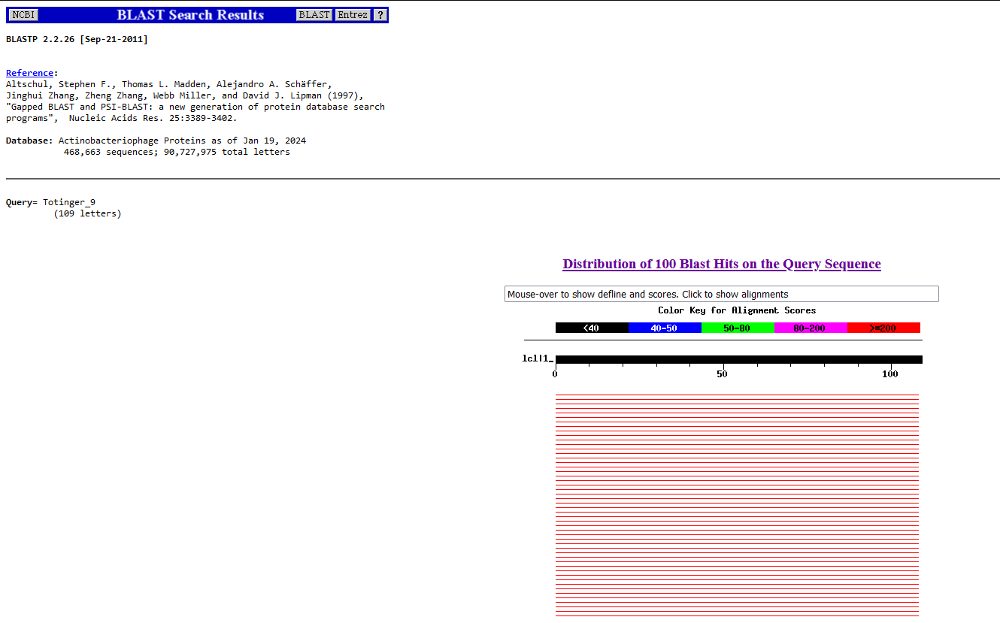 NCBI BLAST Search Results BLAST Entrez ?
BLASTP 2.2.26 [Sep-21-2011]
Reference:
Altschul, Stephen F., Thomas L. Madden, Alejandro A. Schäffer,
Jinghui Zhang, Zheng Zhang, Webb Miller, and David J. Lipman (1997),
"Gapped BLAST and PSI-BLAST: a new generation of protein database search
programs",  Nucleic Acids Res. 25:3389-3402.
Database: Actinobacteriophage Proteins as of Jan 19, 2024
468,663 sequences; 90,727,975 total letters
Query= Totinger_9
(109 letters)
Distribution of 100 Blast Hits on the Query Sequence
Mouse-over to show defline and scores. Click to show alignments
Color Key for Alignment Scores
<40 40-50 50-80 80-200 >=200
lcl|1_
0 50 100